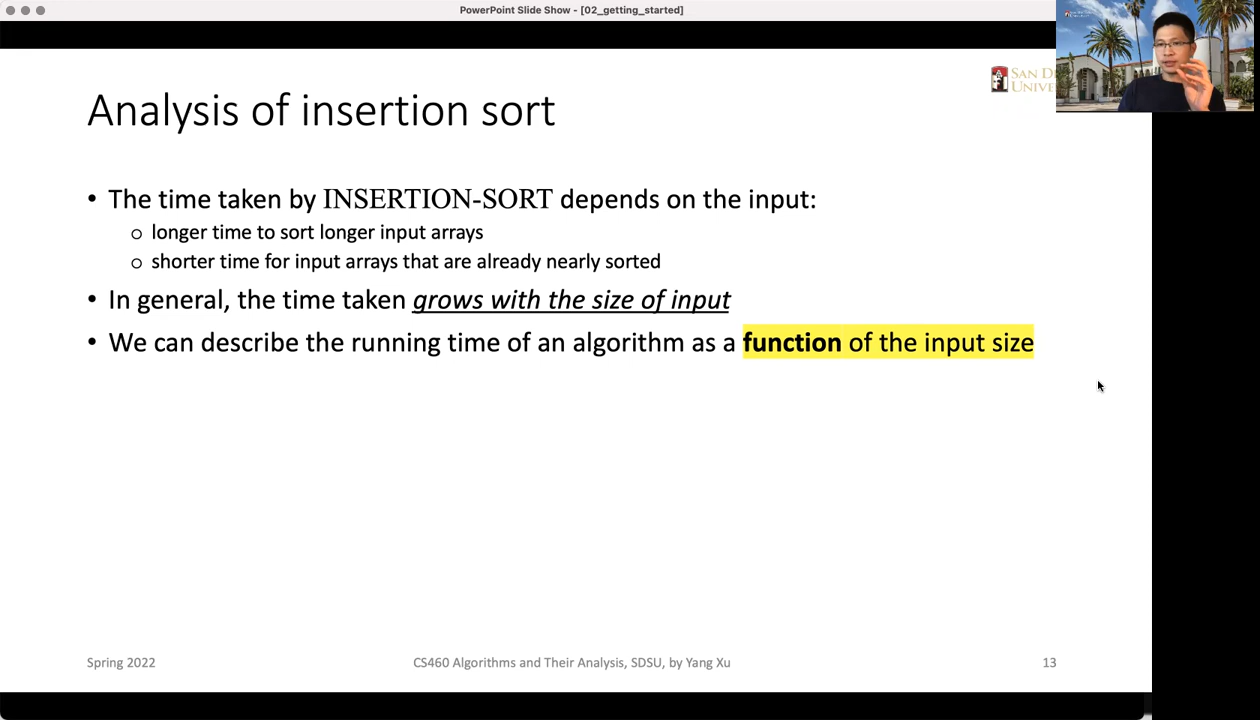 PowerPoint Slide Show - [02_getting_started]
SAN D
UNIVE
Analysis of insertion sort
• The time taken by INSERTION-SORT depends on the input:
o longer time to sort longer input arrays
o shorter time for input arrays that are already nearly sorted
• In general, the time taken grows with the size of input
• We can describe the running time of an algorithm as a function of the input size
Spring 2022
CS460 Algorithms and Their Analysis, SDSU, by Yang Xu
13